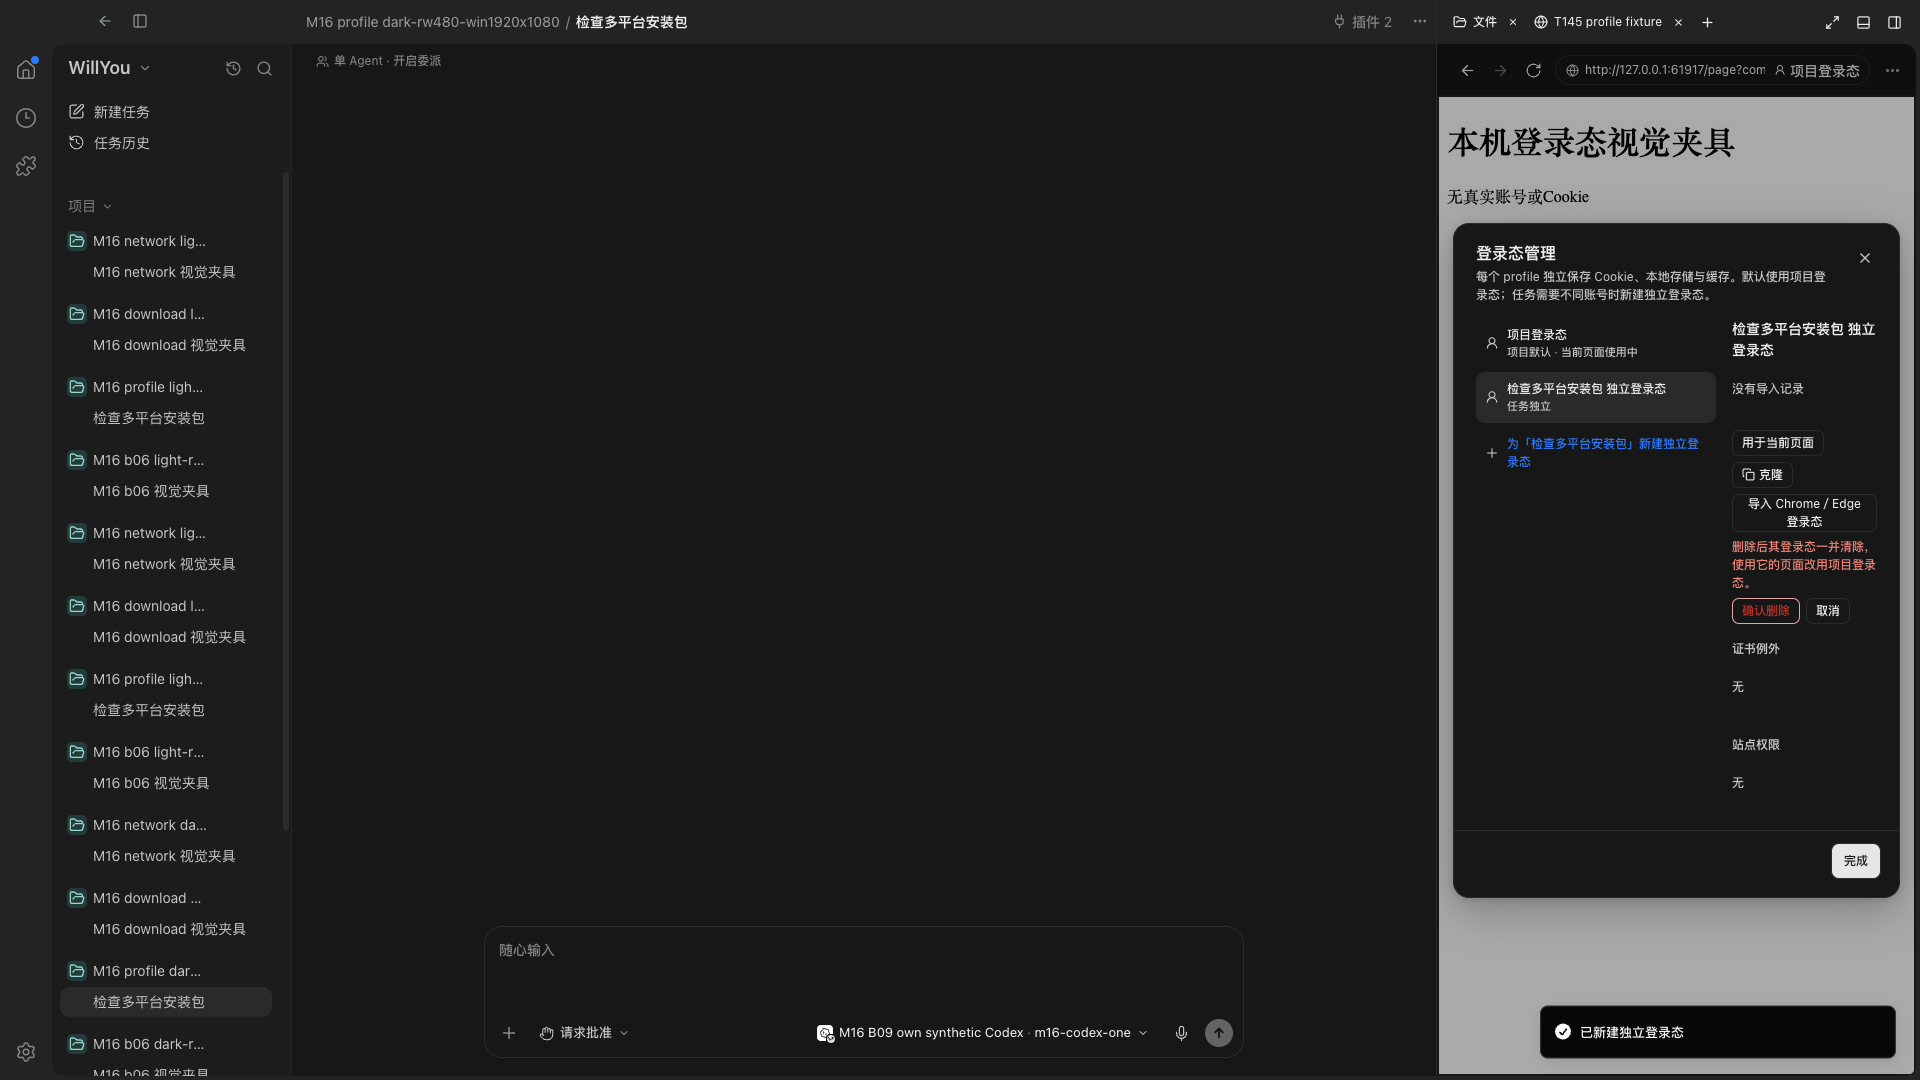 M16 profile dark-rw480-win1920x1080 / 检查多平台安装包
插件 2
文件
T145 profile fixture
WillYou
新建任务
任务历史
项目
M16 network lig...
M16 network 视觉夹具
M16 download l...
M16 download 视觉夹具
M16 profile ligh...
检查多平台安装包
M16 b06 light-r...
M16 b06 视觉夹具
M16 network lig...
M16 network 视觉夹具
M16 download l...
M16 download 视觉夹具
M16 profile ligh...
检查多平台安装包
M16 b06 light-r...
M16 b06 视觉夹具
M16 network da...
M16 network 视觉夹具
M16 download ...
M16 download 视觉夹具
M16 profile dar...
检查多平台安装包
M16 b06 dark-r...
M16 b06 视觉夹具
单 Agent · 开启委派
随心输入
请求批准
M16 B09 own synthetic Codex · m16-codex-one
http://127.0.0.1:61917/page?com
项目登录态
本机登录态视觉夹具
无真实账号或Cookie
登录态管理
每个 profile 独立保存 Cookie、本地存储与缓存。默认使用项目登
录态；任务需要不同账号时新建独立登录态。
项目登录态
项目默认 · 当前页面使用中
检查多平台安装包 独立登录态
任务独立
为「检查多平台安装包」新建独立登
录态
检查多平台安装包 独立
登录态
没有导入记录
用于当前页面
克隆
导入 Chrome / Edge
登录态
删除后其登录态一并清除，
使用它的页面改用项目登录
态。
确认删除
取消
证书例外
无
站点权限
无
完成
已新建独立登录态